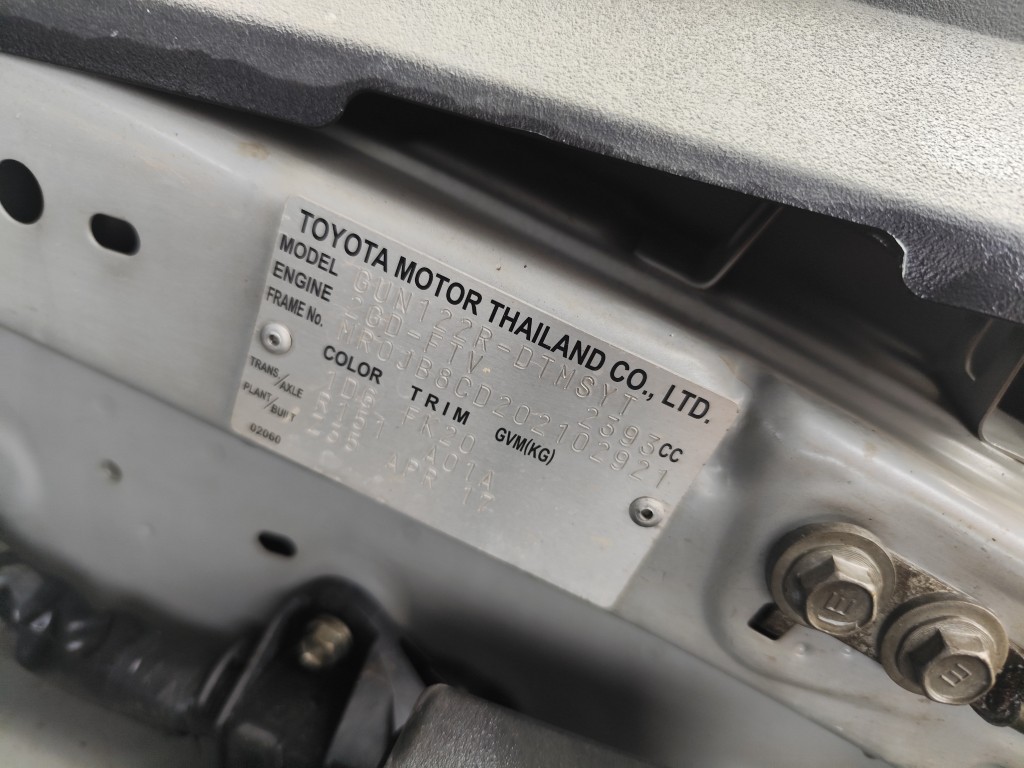 TOYOTA MOTOR THAILAND CO., LTD.
MODEL GUN122R-DTMSYT
ENGINE 2GD-FTV 2393 CC
FRAME No. MR0JB8CD202102921
COLOR TRIM GVM(KG)
1D6 FK20
TRANS/AXLE A01A
PLANT/BUILT APR 17
02060
E
E